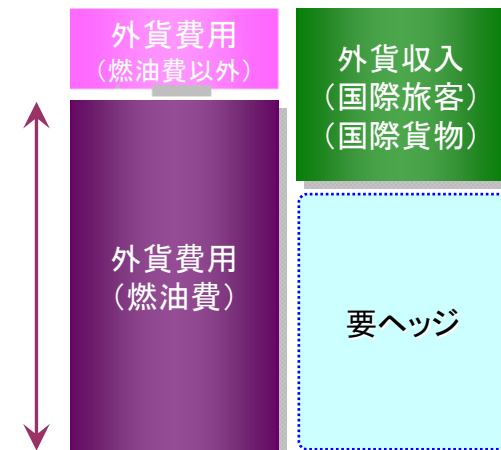 外貨費用
（燃油費以外）
外貨費用
（燃油費）
外貨収入
（国際旅客）
（国際貨物）
要ヘッジ